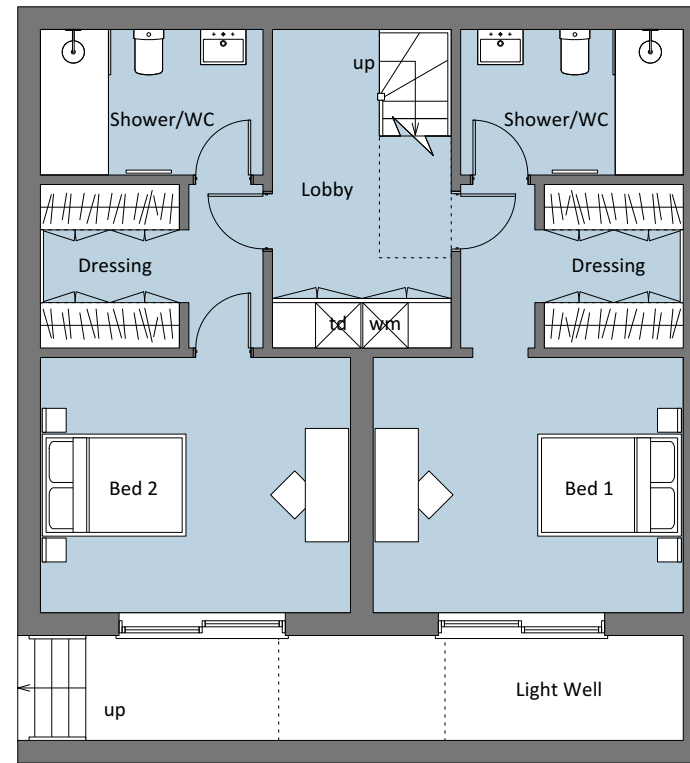 up
Shower/WC
Shower/WC
Lobby
Dressing
Dressing
td
wm
Bed 2
Bed 1
up
Light Well